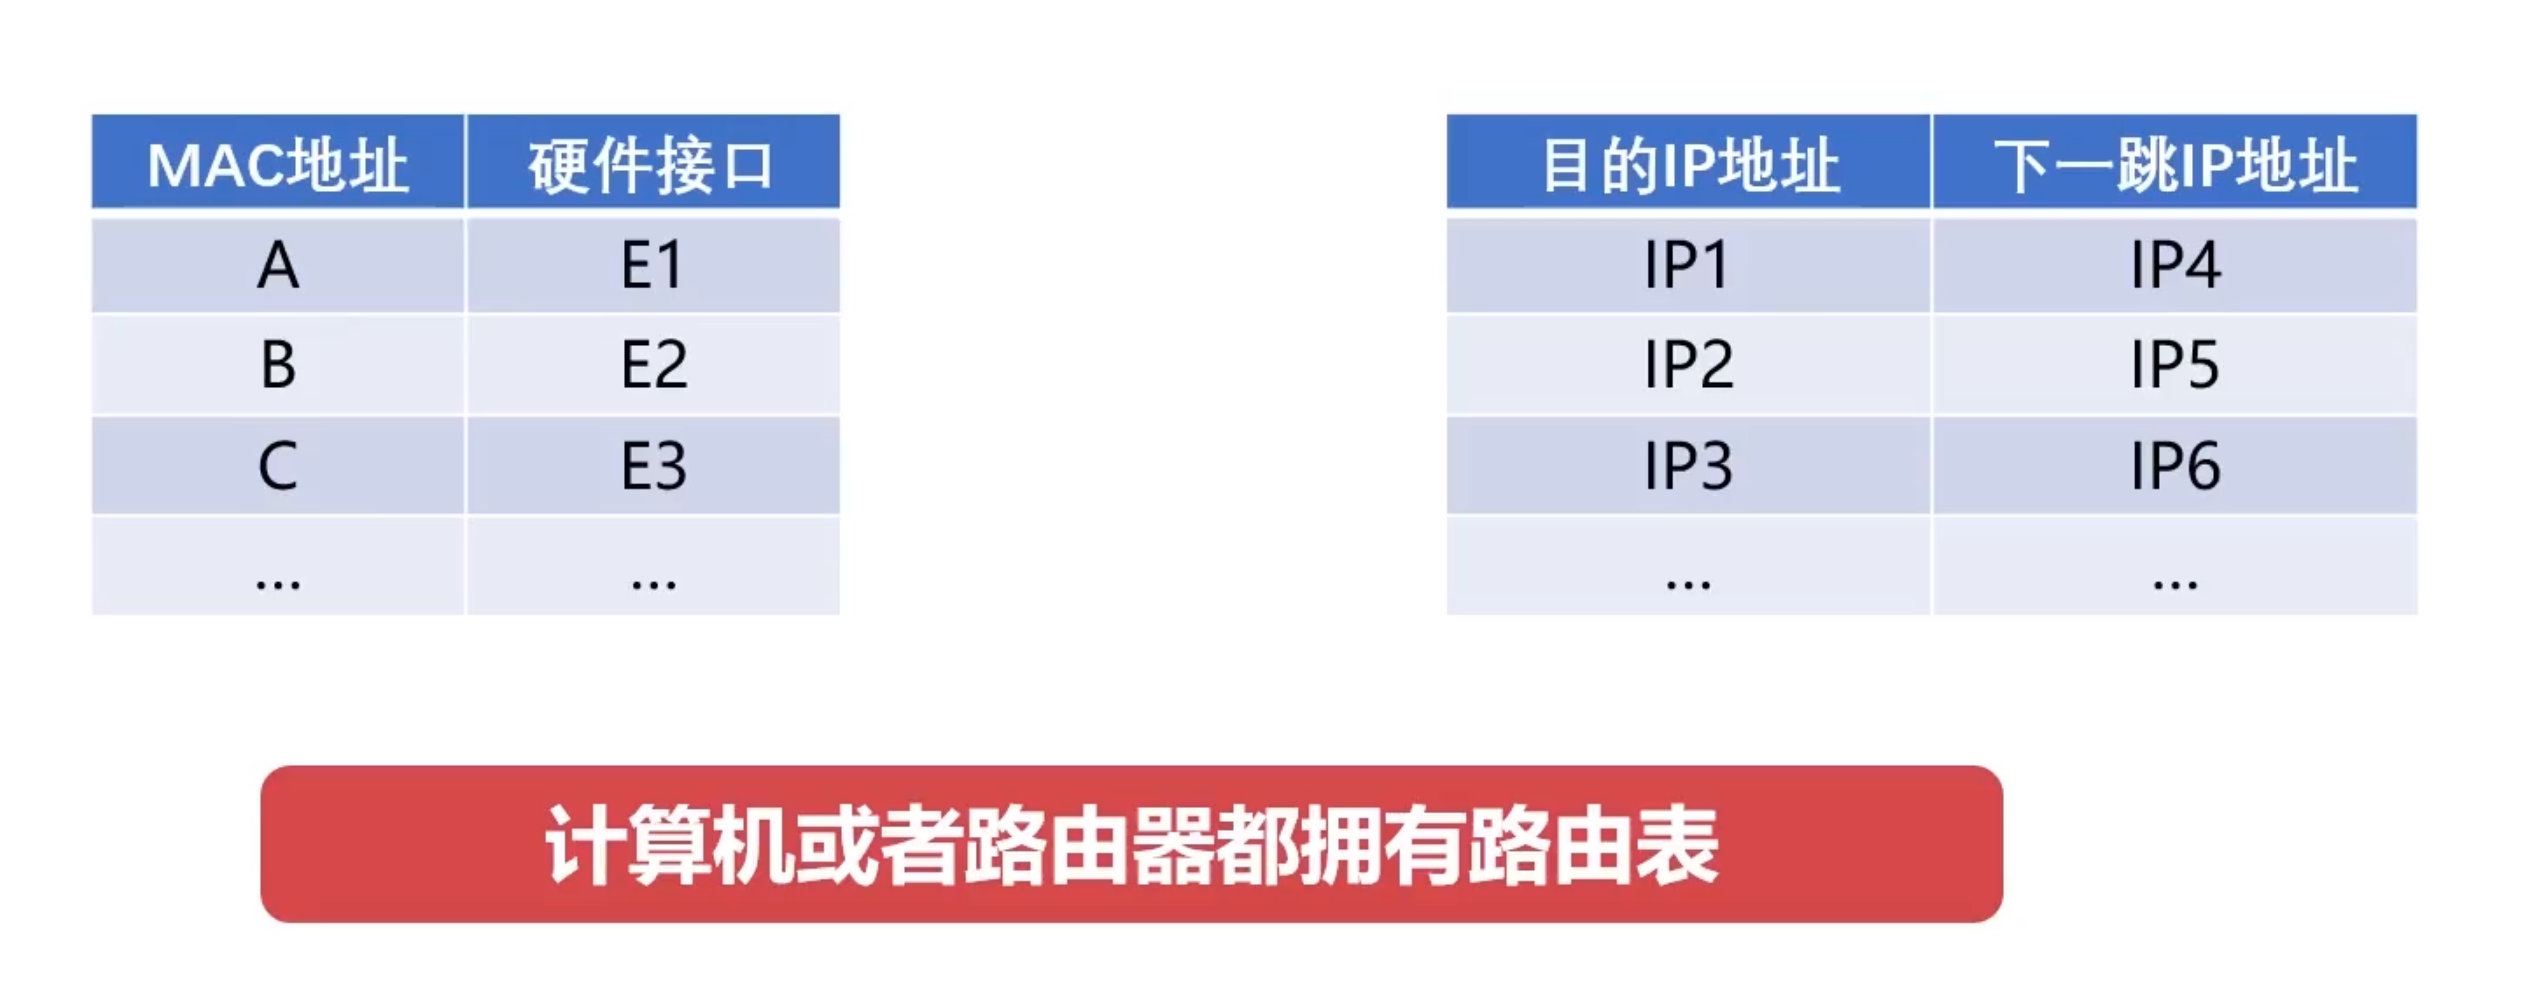 MAC地址 硬件接口
A E1
B E2
C E3
... ...
目的IP地址 下一跳IP地址
IP1 IP4
IP2 IP5
IP3 IP6
... ...
计算机或者路由器都拥有路由表